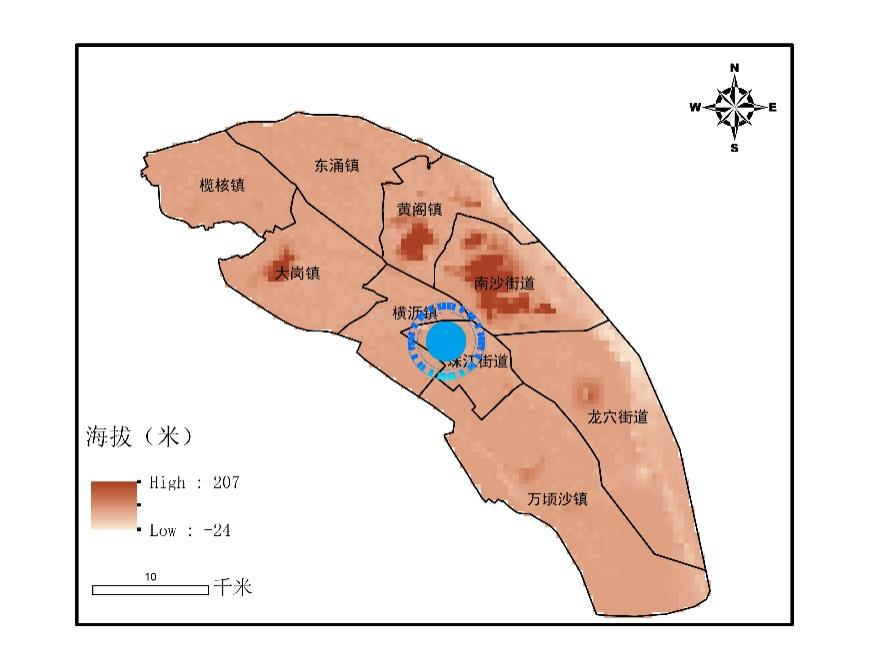 N
W
E
S
东涌镇
榄核镇
黄阁镇
大岗镇
南沙街道
横沥镇
珠江街道
龙穴街道
万顷沙镇
海拔（米）
High : 207
Low : -24
10
千米